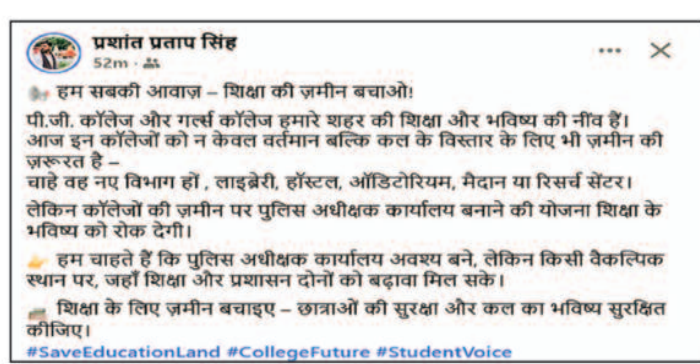 प्रशांत प्रताप सिंह
52m
हम सबकी आवाज़ – शिक्षा की ज़मीन बचाओ!
पी.जी. कॉलेज और गर्ल्स कॉलेज हमारे शहर की शिक्षा और भविष्य की नींव हैं।
आज इन कॉलेजों को न केवल वर्तमान बल्कि कल के विस्तार के लिए भी ज़मीन की
ज़रूरत है –
चाहे वह नए विभाग हों , लाइब्रेरी, हॉस्टल, ऑडिटोरियम, मैदान या रिसर्च सेंटर।
लेकिन कॉलेजों की ज़मीन पर पुलिस अधीक्षक कार्यालय बनाने की योजना शिक्षा के
भविष्य को रोक देगी।
👉 हम चाहते हैं कि पुलिस अधीक्षक कार्यालय अवश्य बने, लेकिन किसी वैकल्पिक
स्थान पर, जहाँ शिक्षा और प्रशासन दोनों को बढ़ावा मिल सके।
शिक्षा के लिए ज़मीन बचाइए – छात्राओं की सुरक्षा और कल का भविष्य सुरक्षित
कीजिए।
#SaveEducationLand #CollegeFuture #StudentVoice